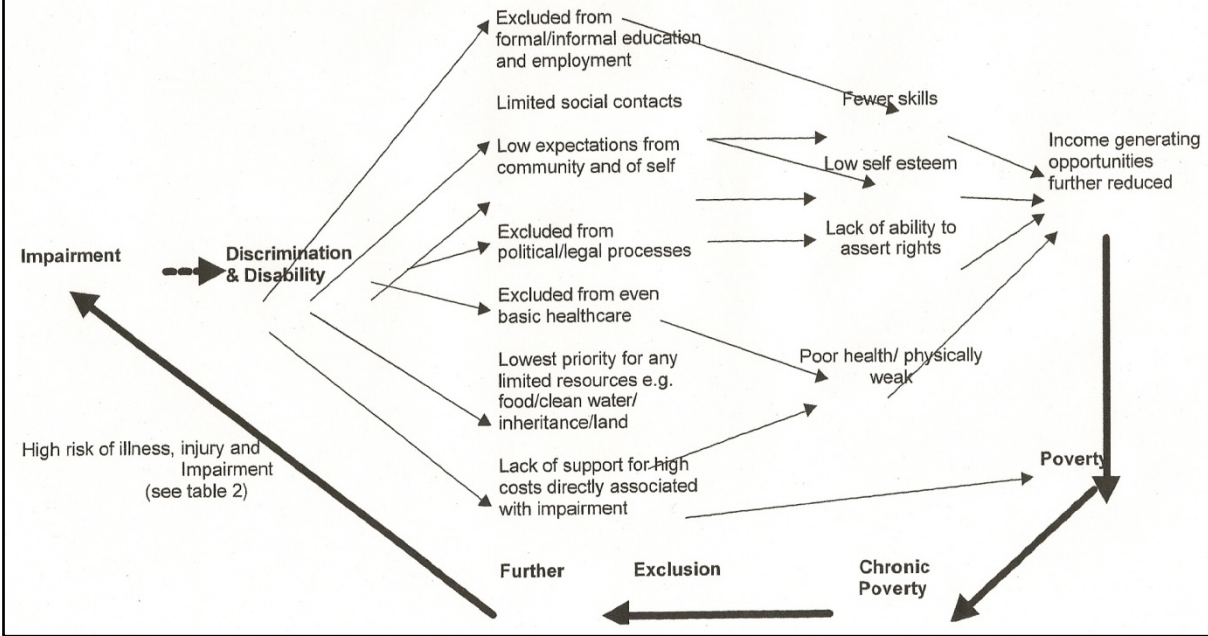 Excluded from
formal/informal education
and employment
Limited social contacts
Low expectations from
community and of self
Excluded from
political/legal processes
Excluded from even
basic healthcare
Lowest priority for any
limited resources e.g.
food/clean water/
inheritance/land
Lack of support for high
costs directly associated
with impairment
Impairment
Discrimination
& Disability
Fewer skills
Low self esteem
Lack of ability to
assert rights
Poor health/ physically
weak
Income generating
opportunities
further reduced
Poverty
Chronic
Poverty
Further Exclusion
High risk of illness, injury and
Impairment
(see table 2)